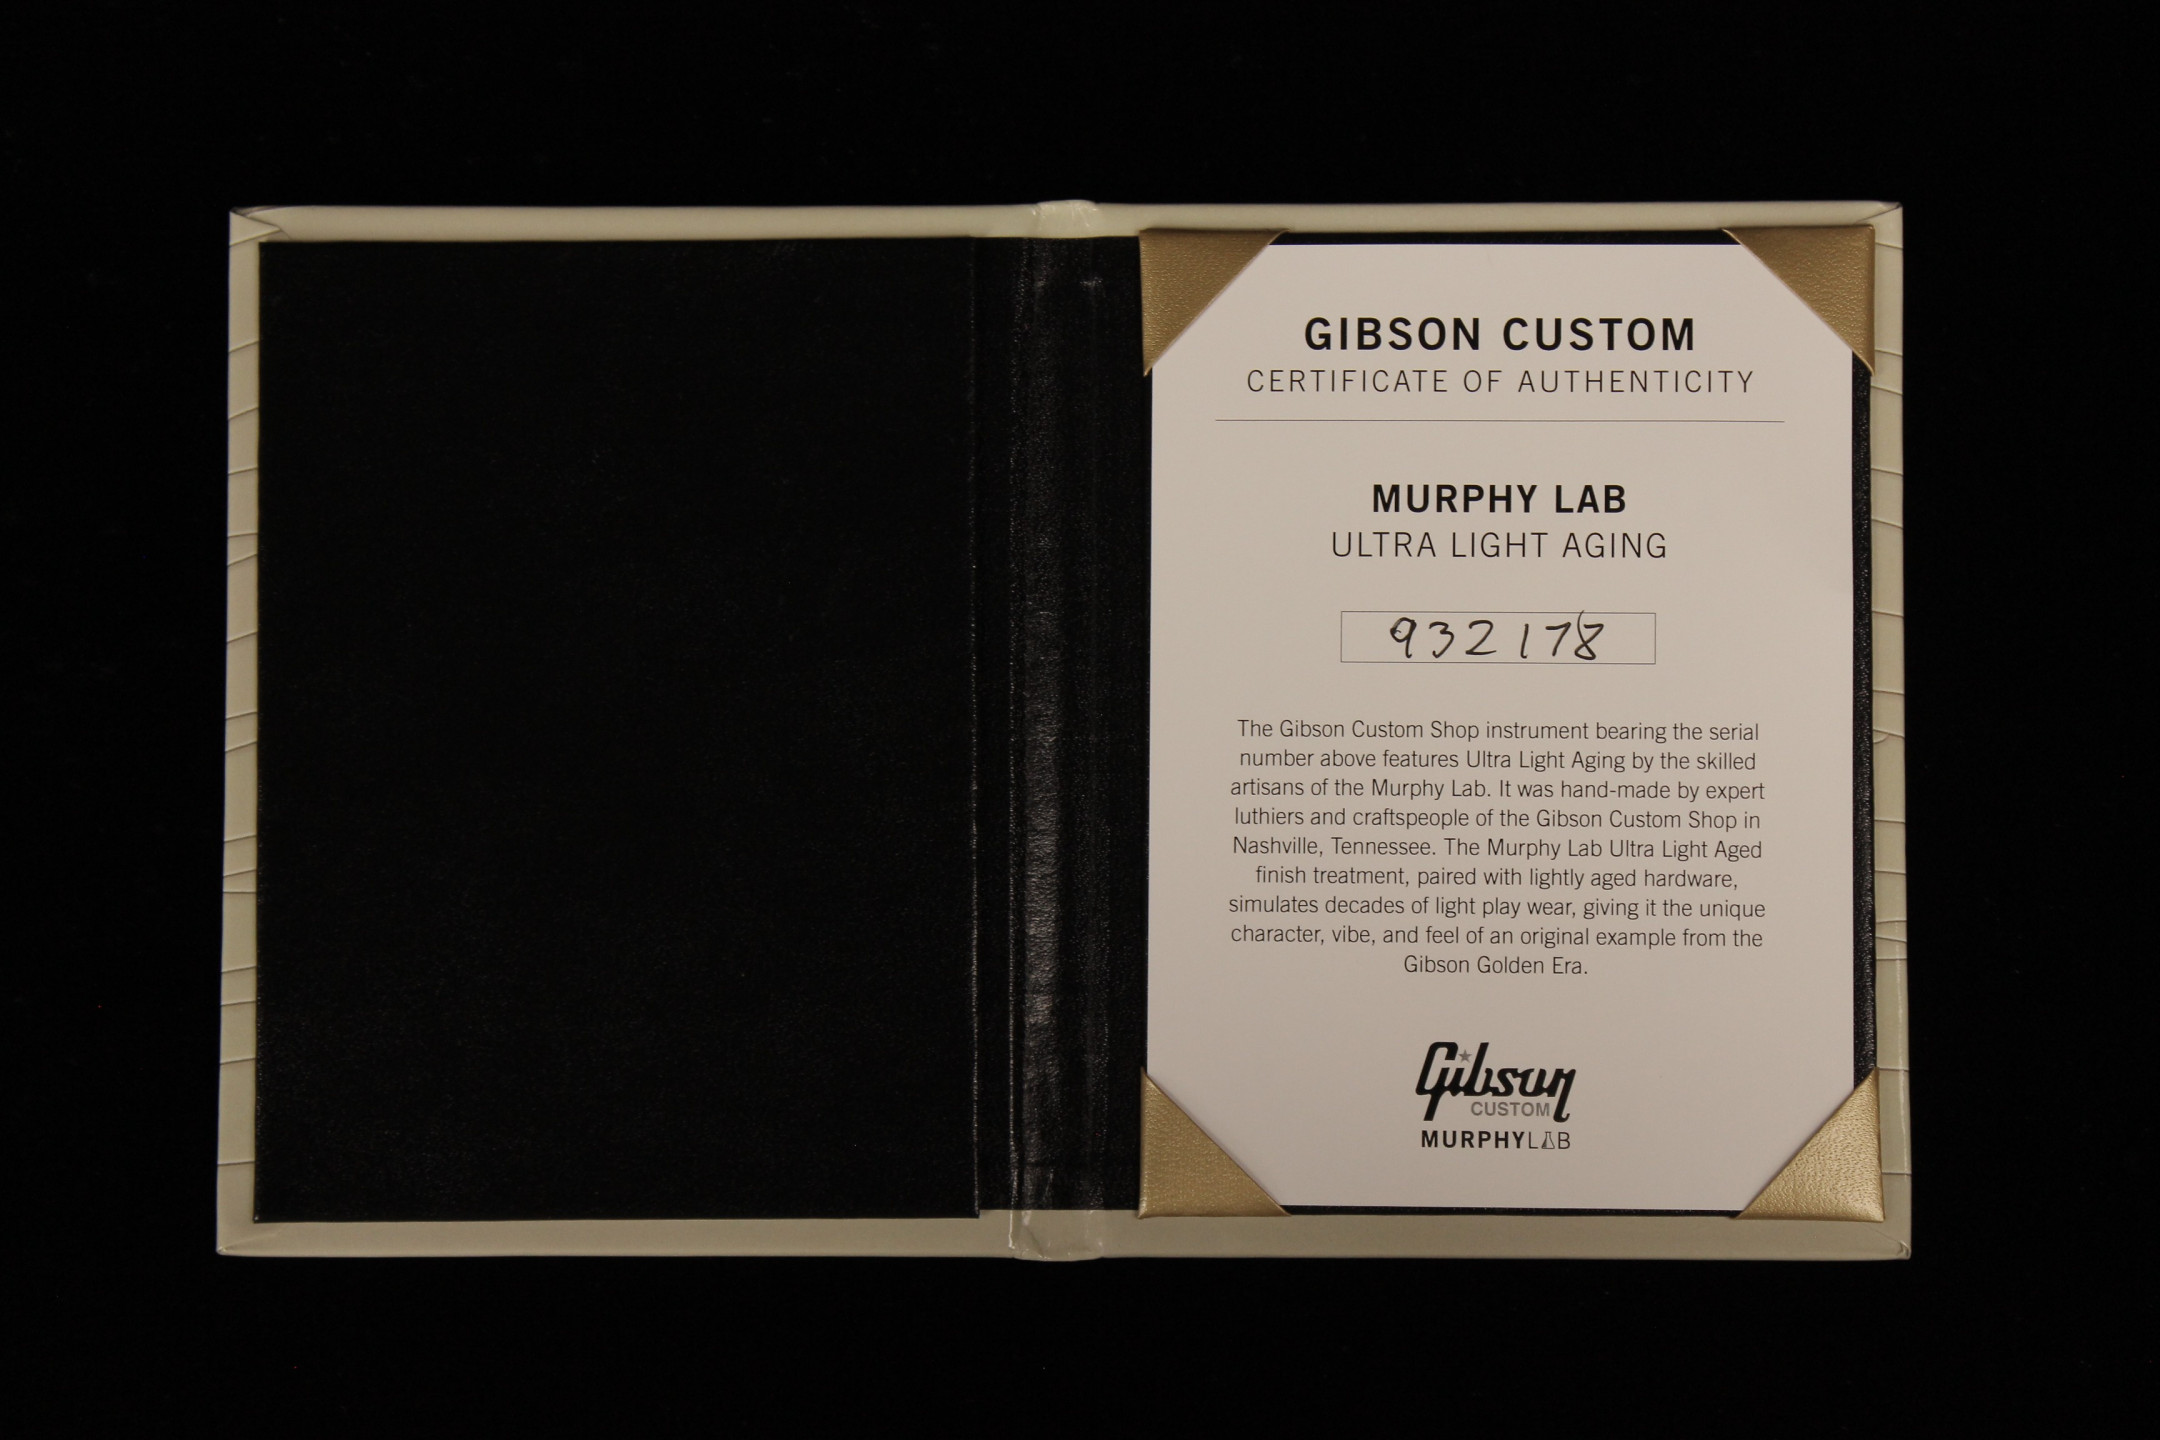 GIBSON CUSTOM
CERTIFICATE OF AUTHENTICITY
MURPHY LAB
ULTRA LIGHT AGING
932178
The Gibson Custom Shop instrument bearing the serial
number above features Ultra Light Aging by the skilled
artisans of the Murphy Lab. It was hand-made by expert
luthiers and craftspeople of the Gibson Custom Shop in
Nashville, Tennessee. The Murphy Lab Ultra Light Aged
finish treatment, paired with lightly aged hardware,
simulates decades of light play wear, giving it the unique
character, vibe, and feel of an original example from the
Gibson Golden Era.
Gibson
CUSTOM
MURPHYLAB